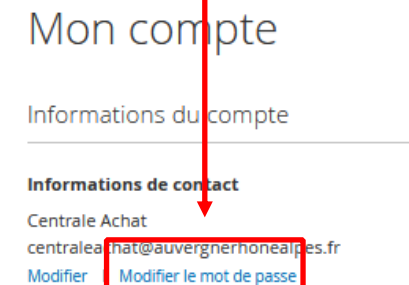 Mon compte
Informations du compte
Informations de contact
Centrale Achat
centraleachat@auvergnerhonealpes.fr
Modifier | Modifier le mot de passe